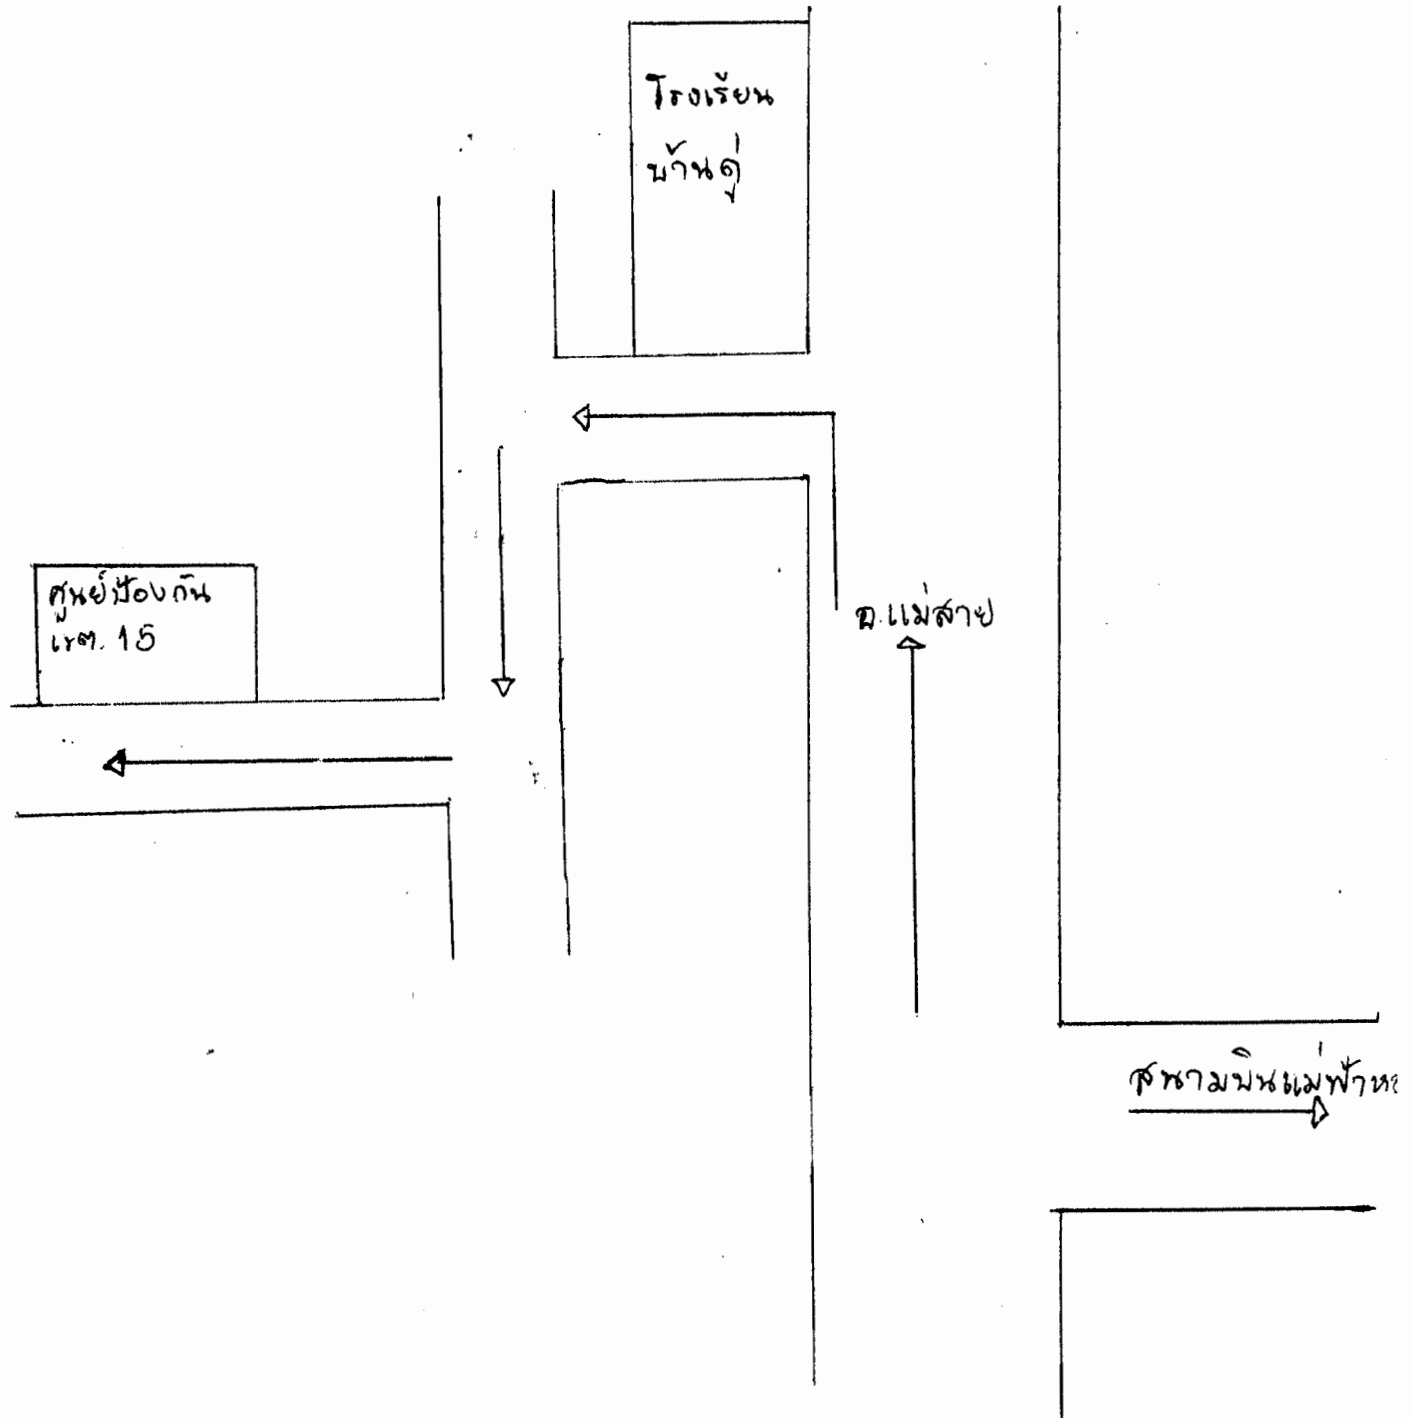 โรงเรียน
บ้านดู่
ศูนย์ป้องกัน
เขต. 15
อ.แม่สาย
สนามบินแม่ฟ้าห